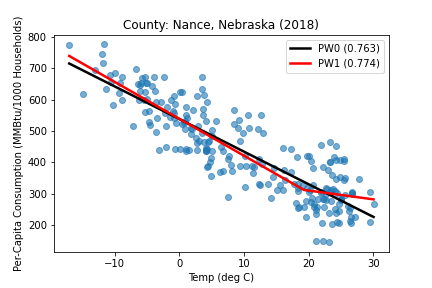 County: Nance, Nebraska (2018)
Per-Capita Consumption (MMBtu/1000 Households)
800
700
600
500
400
300
200
PW0 (0.763)
PW1 (0.774)
−10
0
10
20
30
Temp (deg C)